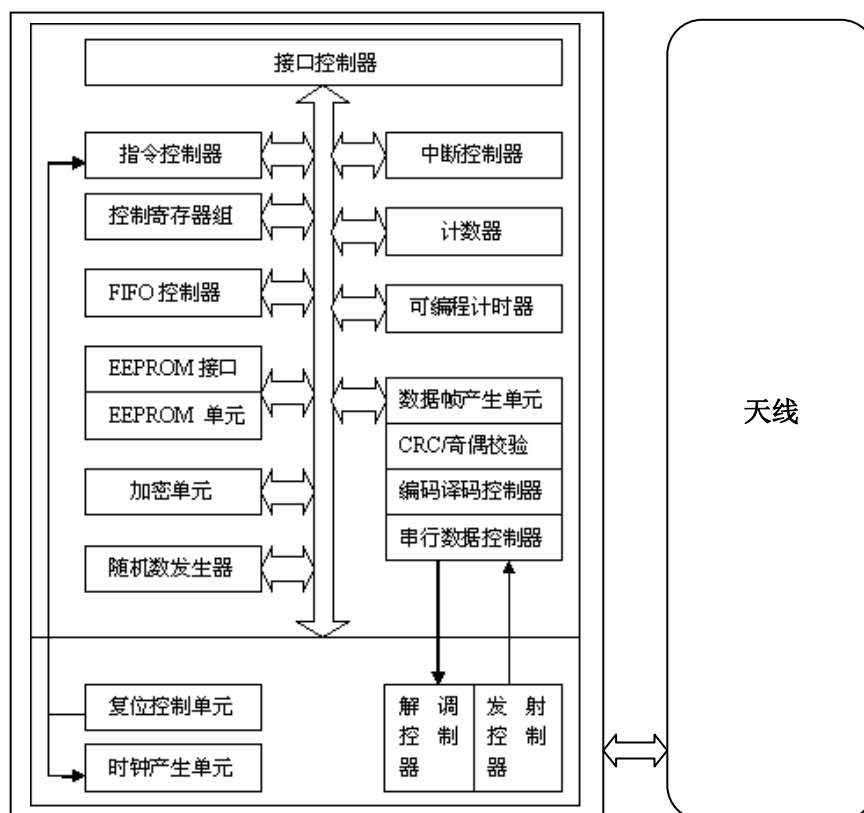 接口控制器
指令控制器
中断控制器
控制寄存器组
计数器
FIFO 控制器
可编程计时器
EEPROM 接口
EEPROM 单元
数据帧产生单元
CRC/奇偶校验
编码译码控制器
串行数据控制器
加密单元
随机数发生器
天线
复位控制单元
时钟产生单元
解 调
控 制
器
发 射
控 制
器